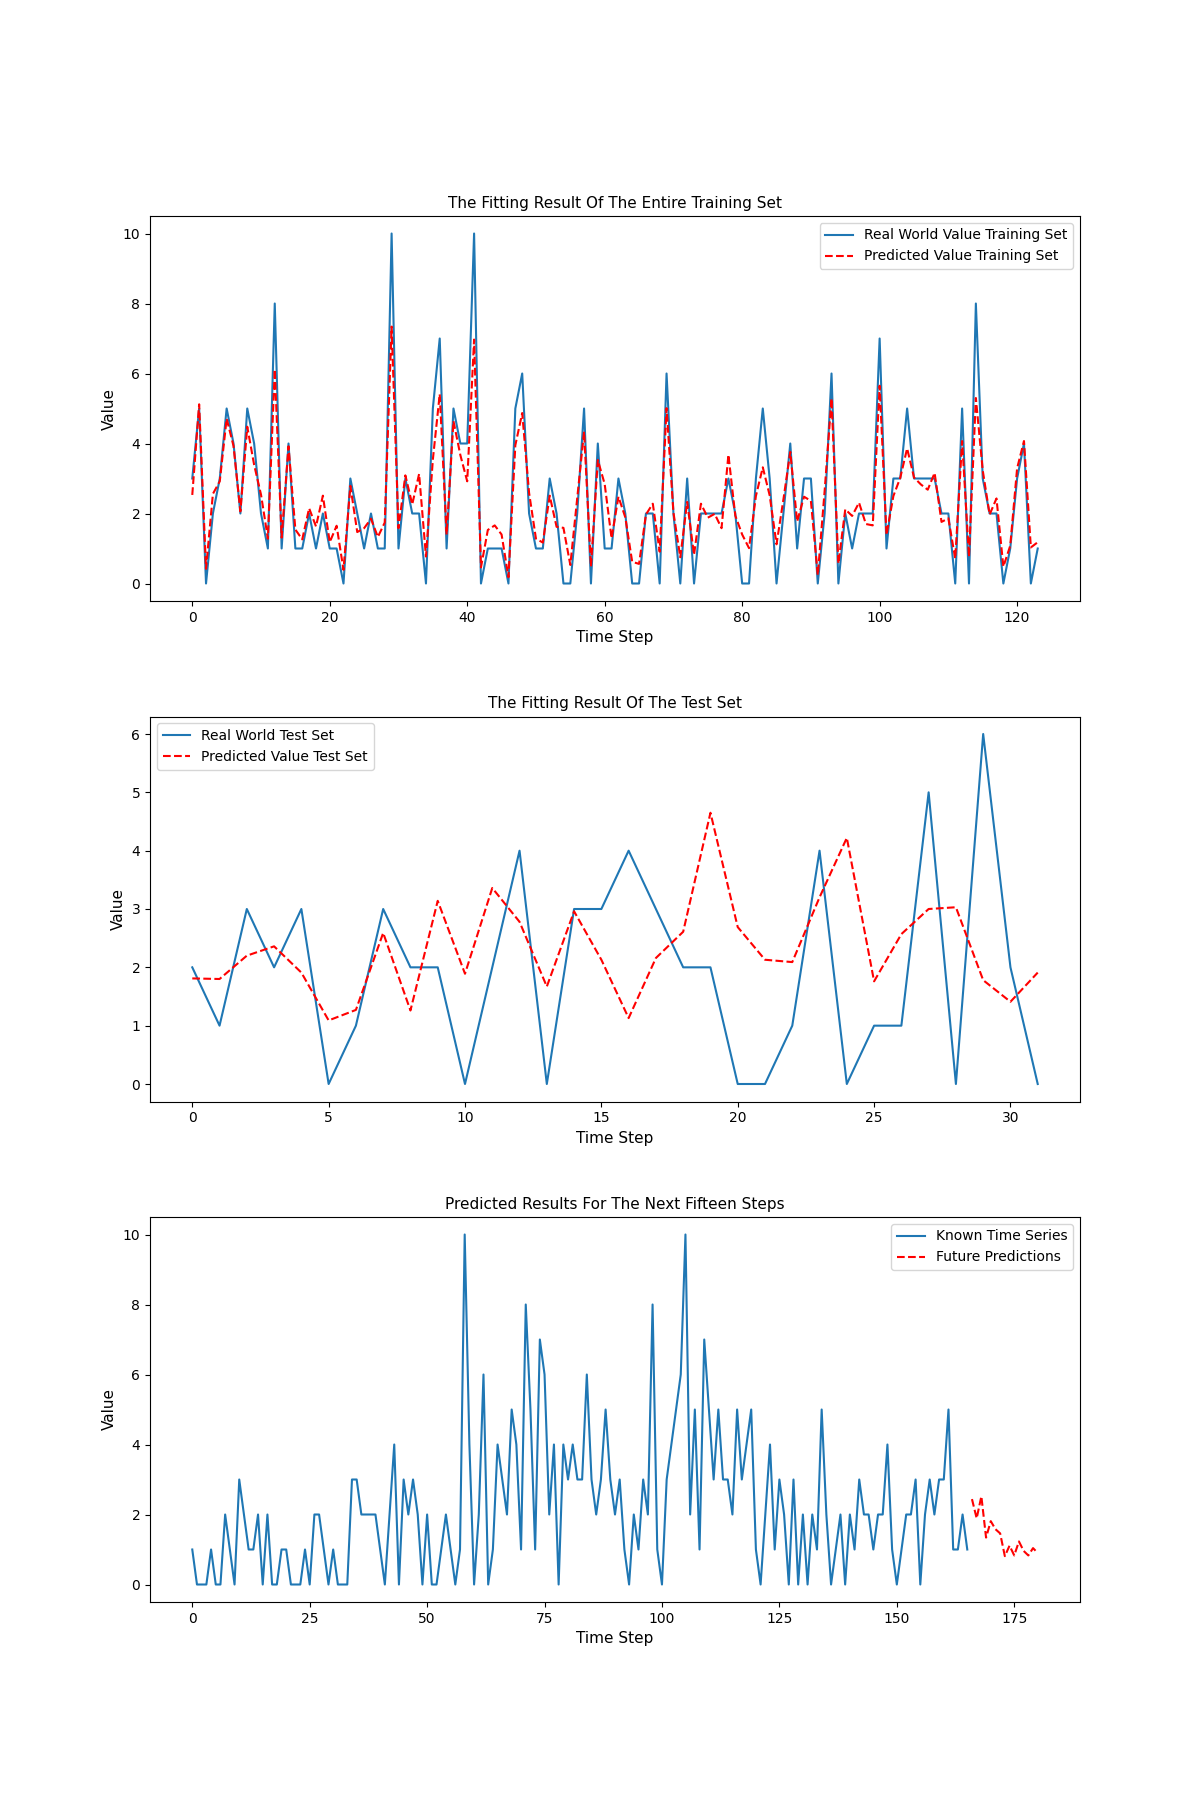 The Fitting Result Of The Entire Training Set
Real World Value Training Set
Predicted Value Training Set
Value
10
8
6
4
2
0
0 20 40 60 80 100 120
Time Step
The Fitting Result Of The Test Set
Real World Test Set
Predicted Value Test Set
Value
6
5
4
3
2
1
0
0 5 10 15 20 25 30
Time Step
Predicted Results For The Next Fifteen Steps
Known Time Series
Future Predictions
Value
10
8
6
4
2
0
0 25 50 75 100 125 150 175
Time Step